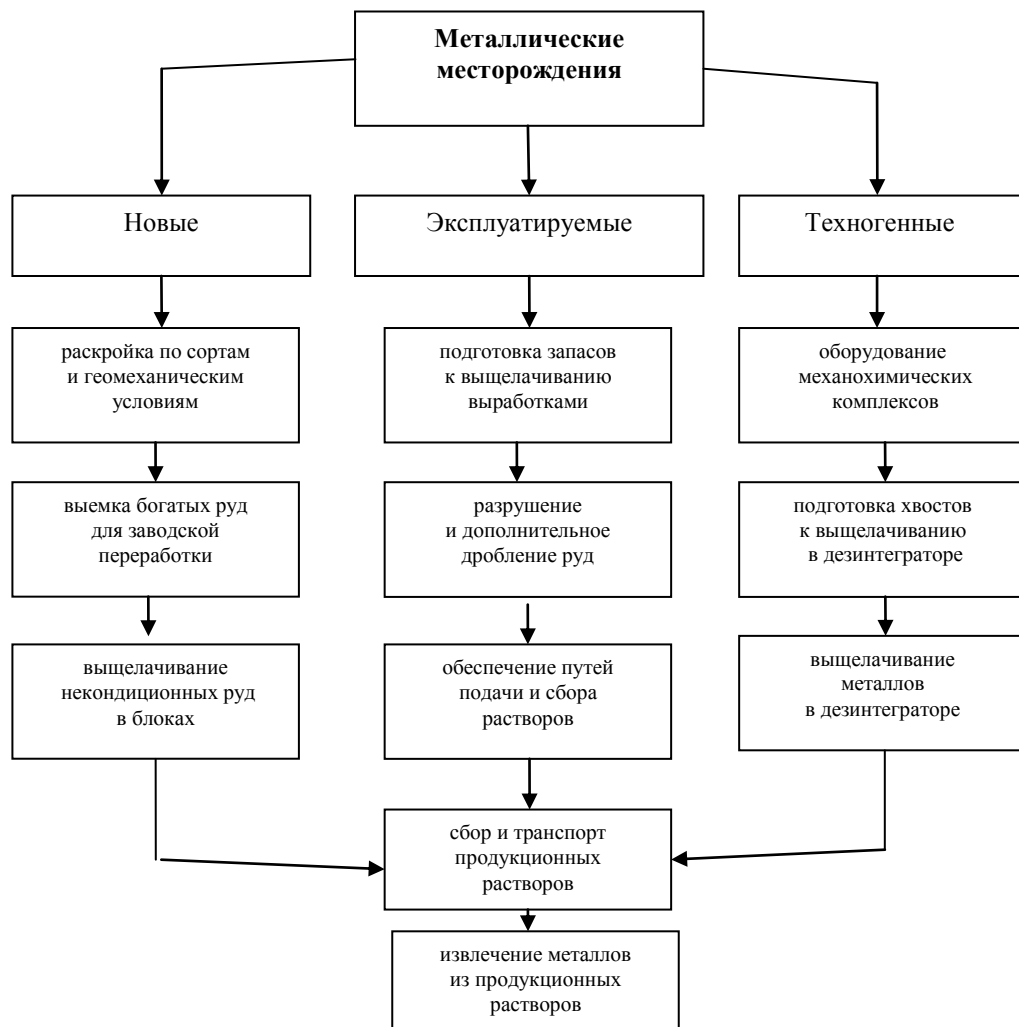 Металлические
месторождения
Новые
Эксплуатируемые
Техногенные
раскройка по сортам
и геомеханическим
условиям
подготовка запасов
к выщелачиванию
выработками
оборудование
механохимических
комплексов
выемка богатых руд
для заводской
переработки
разрушение
и дополнительное
дробление руд
подготовка хвостов
к выщелачиванию
в дезинтеграторе
выщелачивание
некондиционных руд
в блоках
обеспечение путей
подачи и сбора
растворов
выщелачивание
металлов
в дезинтеграторе
сбор и транспорт
продукционных
растворов
извлечение металлов
из продукционных
растворов